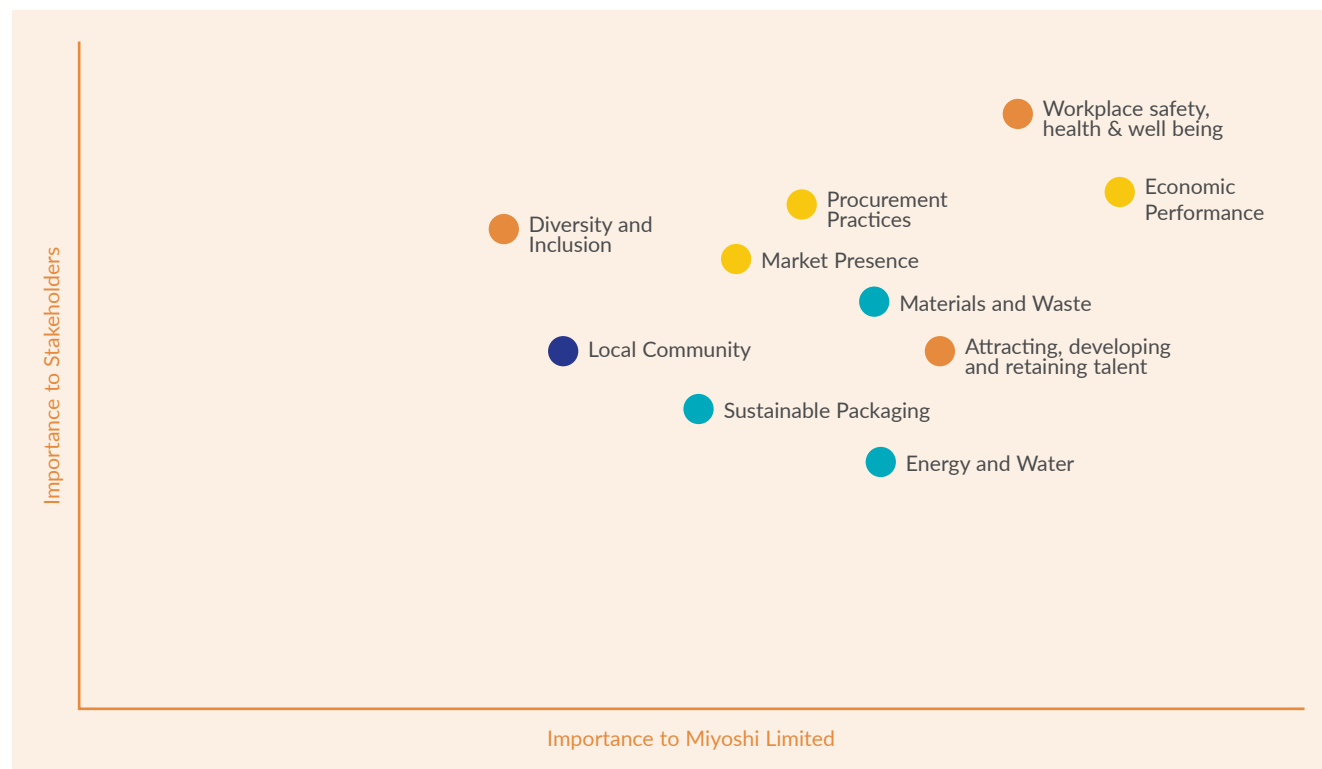 Workplace safety,
health & well being
Economic
Performance
Procurement
Practices
Diversity and
Inclusion
Market Presence
Materials and Waste
Local Community
Attracting, developing
and retaining talent
Sustainable Packaging
Energy and Water
Importance to Stakeholders
Importance to Miyoshi Limited